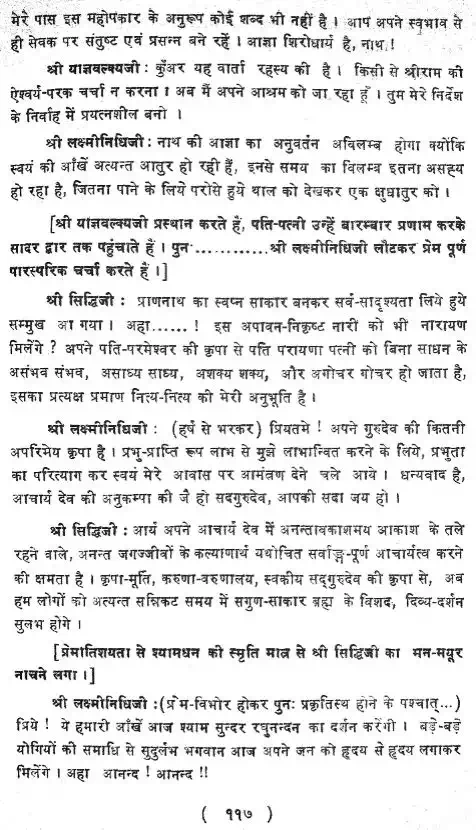 मेरे पास इस महोपकार के अनुरूप कोई शब्द भी नहीं है । आप अपने स्वभाव से
ही सेवक पर संतुष्ट एवं प्रसन्न बने रहें । आज्ञा शिरोधार्य है, नाथ !
श्री याज्ञवल्क्यजी : कुँअर यह वार्ता रहस्य की है । किसी से श्रीराम की
ऐश्वर्य-परक चर्चा न करना । अब मैं अपने आश्रम को जा रहा हूँ । तुम मेरे निर्देश
के निर्वाह में प्रयत्नशील बनो ।
श्री लक्ष्मीनिधिजी : नाथ की आज्ञा का अनुवर्तन अविलम्ब होगा क्योंकि
स्वयं की आँखें अत्यन्त आतुर हो रही हैं, इनसे समय का विलम्ब इतना असह्य
हो रहा है, जितना पाने के लिये परोसे हुये थाल को देखकर एक क्षुधातुर को ।
[श्री याज्ञवल्क्यजी प्रस्थान करते हैं, पति-पत्नी उन्हें बारम्बार प्रणाम करके
सादर द्वार तक पहुंचाते हैं । पुनः............श्री लक्ष्मीनिधिजी लौटकर प्रेम पूर्ण
पारस्परिक चर्चा करते हैं ।]
श्री सिद्धिजी : प्राणनाथ का स्वप्न साकार बनकर सर्व-सादृश्यता लिये हुये
सम्मुख आ गया । अहा......! इस अपावन-निकृष्ट नारी को भी नारायण
मिलेंगे ? अपने पति-परमेश्वर की कृपा से पति परायणा पत्नी को बिना साधन के
असंभव संभव, असाध्य साध्य, अशक्य शक्य, और अगोचर गोचर हो जाता है,
इसका प्रत्यक्ष प्रमाण नित्य-नित्य की मेरी अनुभूति है ।
श्री लक्ष्मीनिधिजी : (हर्ष से भरकर) प्रियतमे ! अपने गुरुदेव की कितनी
अपरिमेय कृपा है । प्रभु-प्राप्ति रूप लाभ से मुझे लाभान्वित करने के लिये, प्रभुता
का परित्याग कर स्वयं मेरे आवास पर आमंत्रण देने चले आये । धन्यवाद है,
आचार्य देव की अनुकम्पा की जै हो सदगुरुदेव, आपकी सदा जय हो ।
श्री सिद्धिजी : आर्य अपने आचार्य देव में अनन्तावकाशमय आकाश के तले
रहने वाले, अनन्त जगज्जीवों के कल्याणार्थ यथोचित सर्वाङ्ग-पूर्ण आचार्यत्व करने
की क्षमता है । कृपा-मूर्ति, करुणा-वरुणालय, स्वकीय सद्गुरुदेव की कृपा से, अब
हम लोगों को अत्यन्त सन्निकट समय में सगुण-साकार ब्रह्म के विशद, दिव्य-दर्शन
सुलभ होगे ।
[प्रेमातिशयता से श्यामधन की स्मृति मात्र से श्री सिद्धिजी का मन-मयूर
नाचने लगा ।]
श्री लक्ष्मीनिधिजी :(प्रेम-विभोर होकर पुनः प्रकृतिस्थ होने के पश्चात्...)
प्रिये ! ये हमारी आँखें आज श्याम सुन्दर रघुनन्दन का दर्शन करेंगी । बड़े-बड़े
योगियों की समाधि से सुदुर्लभ भगवान आज अपने जन को हृदय से हृदय लगाकर
मिलेंगे । अहा आनन्द ! आनन्द !!
( ११७ )